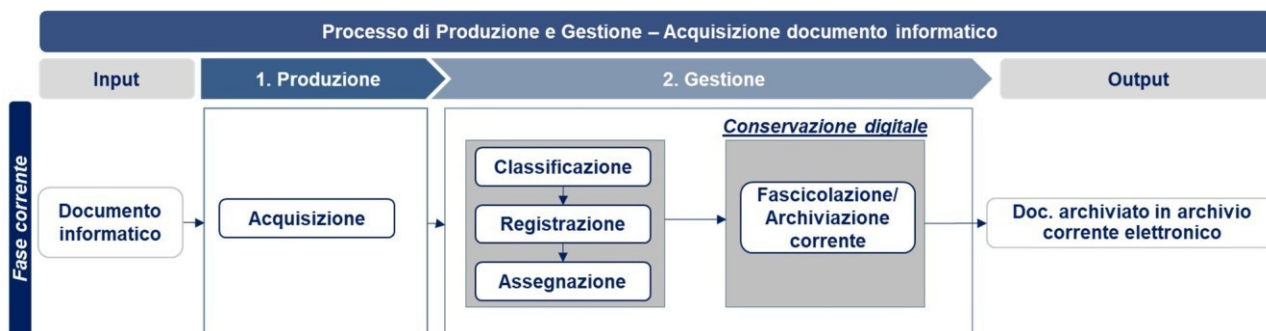 Processo di Produzione e Gestione – Acquisizione documento informatico
Input
1. Produzione
2. Gestione
Output
Fase corrente
Documento
informatico
Acquisizione
Classificazione
Registrazione
Assegnazione
Conservazione digitale
Fascicolazione/
Archiviazione
corrente
Doc. archiviato in archivio
corrente elettronico